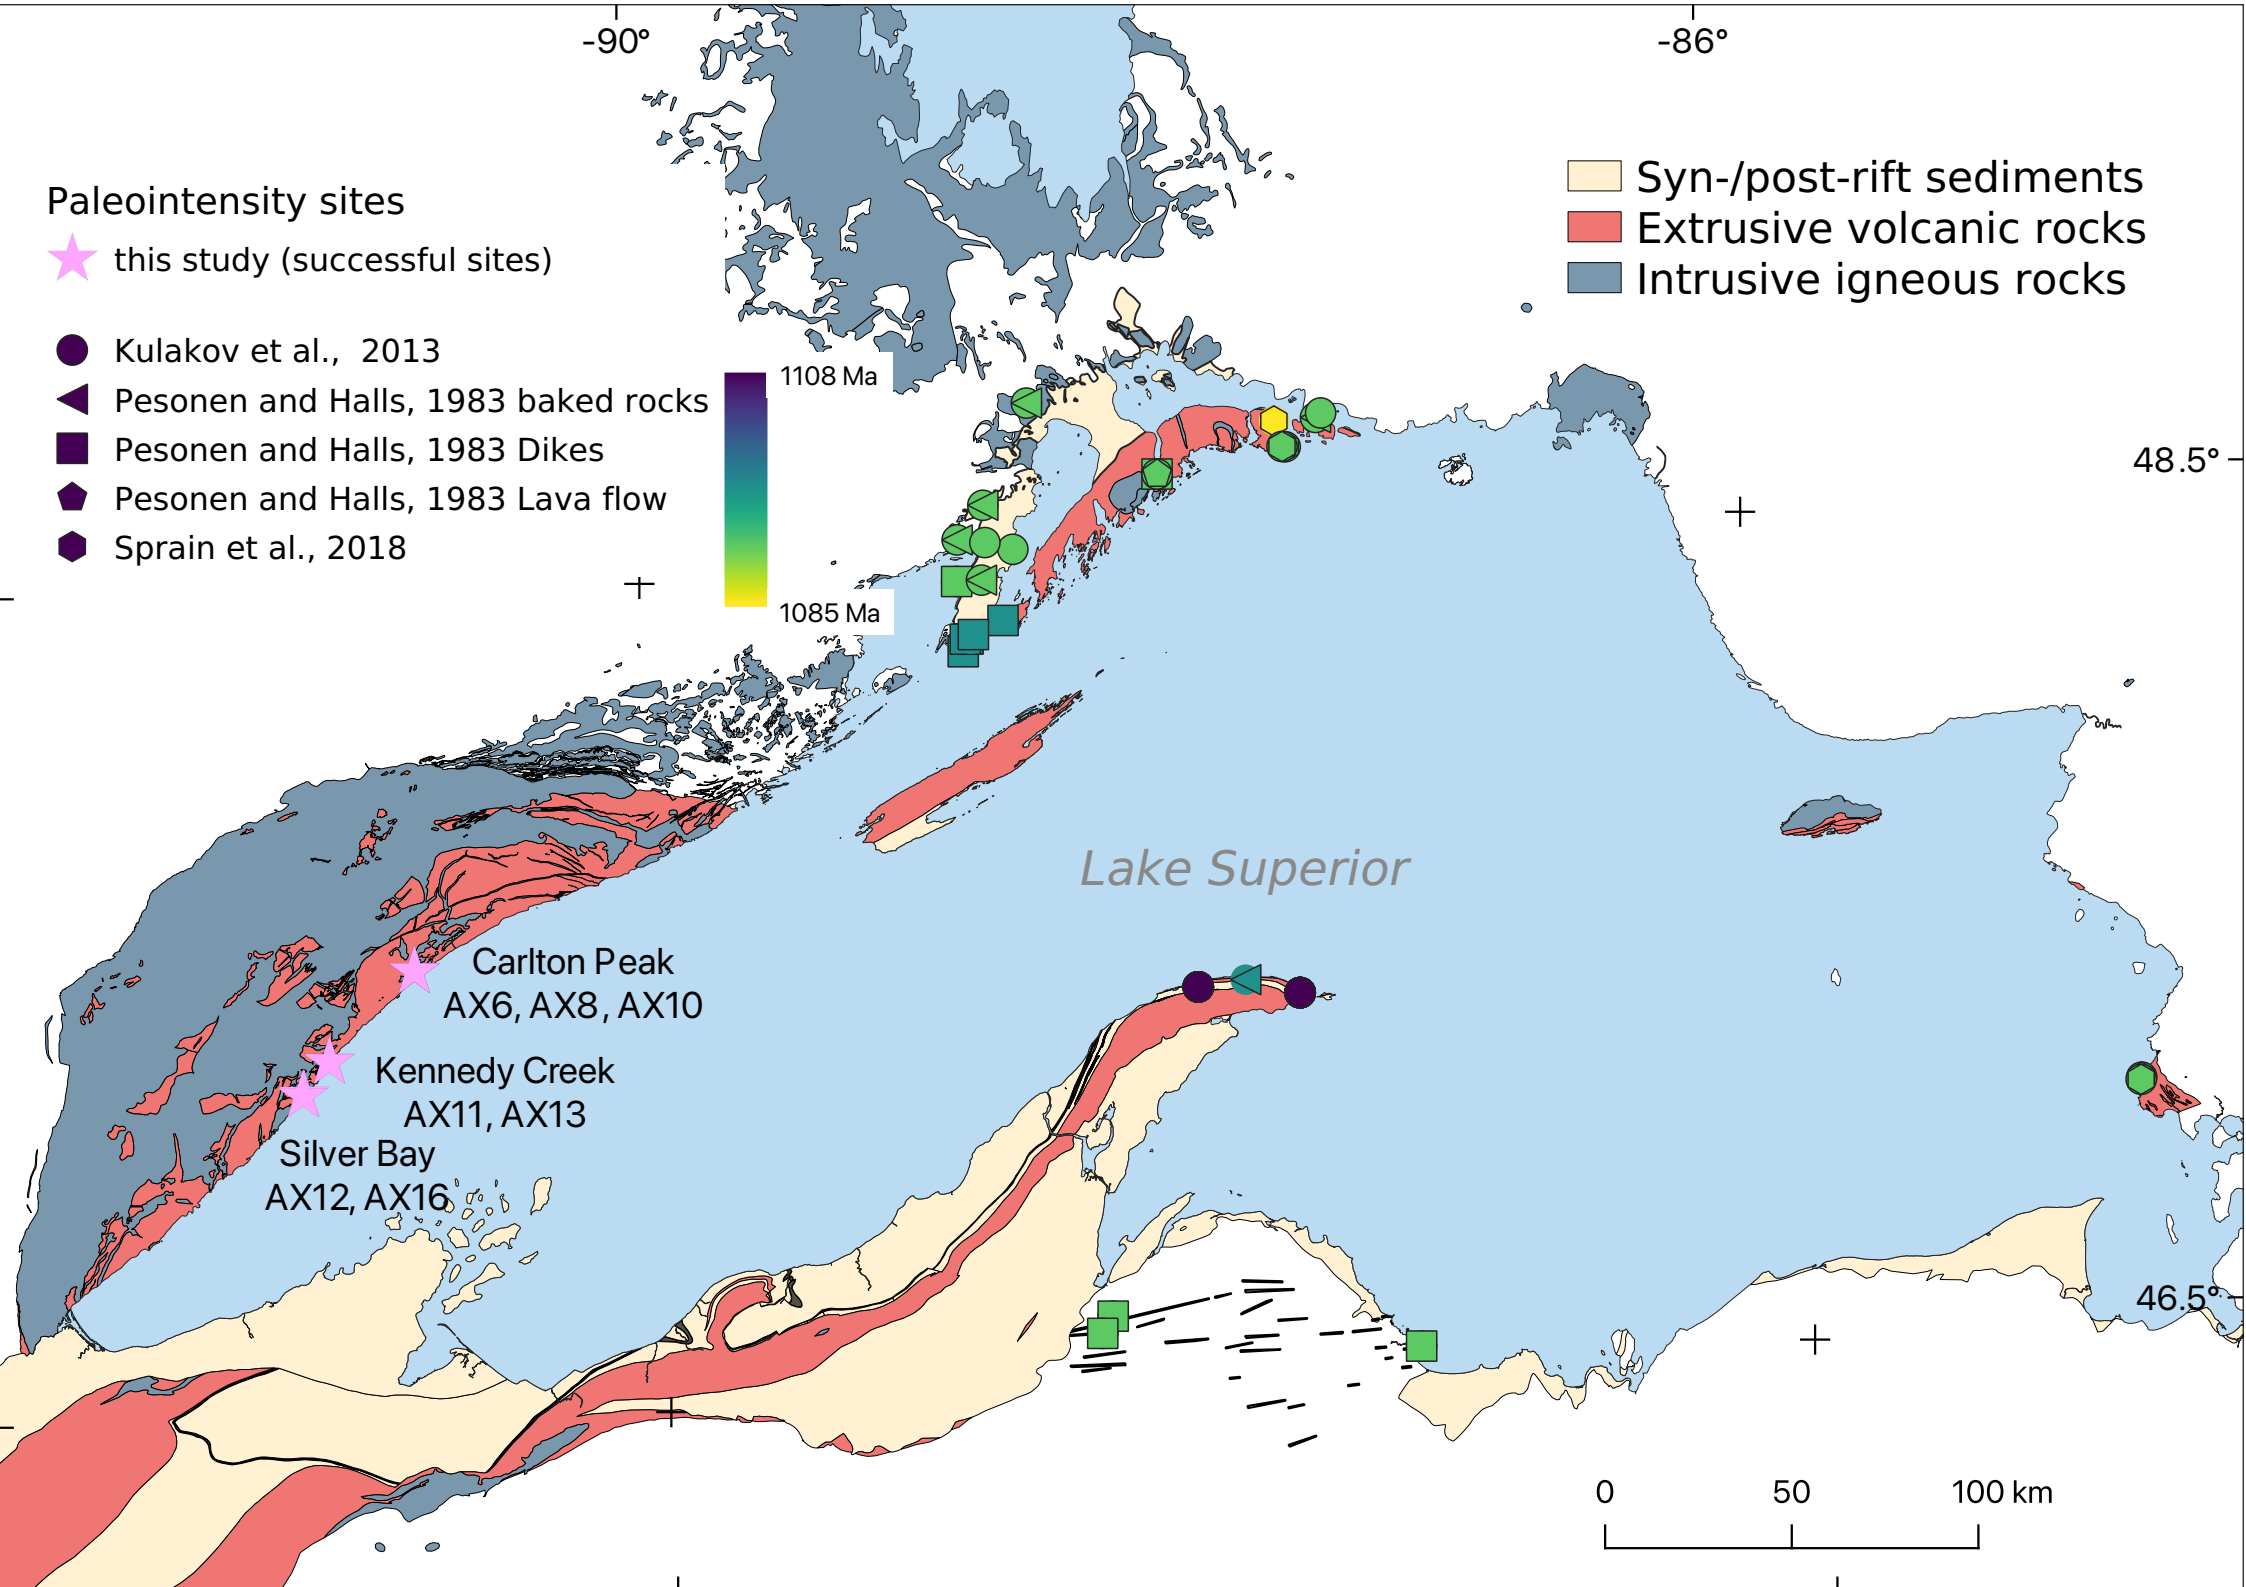 -90°
-86°
Paleointensity sites
this study (successful sites)
Kulakov et al., 2013
Pesonen and Halls, 1983 baked rocks
Pesonen and Halls, 1983 Dikes
Pesonen and Halls, 1983 Lava flow
Sprain et al., 2018
1108 Ma
1085 Ma
Syn-/post-rift sediments
Extrusive volcanic rocks
Intrusive igneous rocks
48.5°
Lake Superior
Carlton Peak
AX6, AX8, AX10
Kennedy Creek
AX11, AX13
Silver Bay
AX12, AX16
46.5°
0 50 100 km